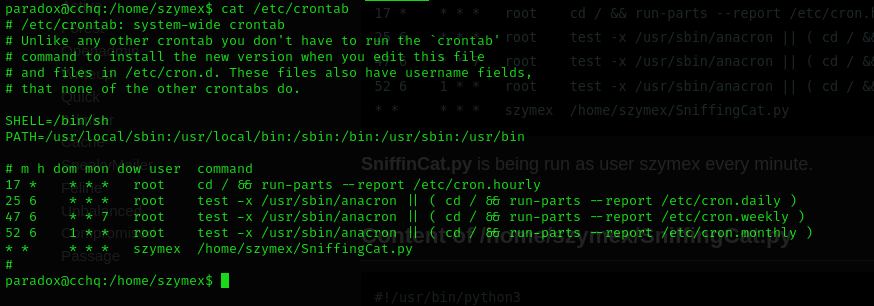 paradox@cchq:/home/szymex$ cat /etc/crontab
# /etc/crontab: system-wide crontab
# Unlike any other crontab you don't have to run the `crontab'
# command to install the new version when you edit this file
# and files in /etc/cron.d. These files also have username fields,
# that none of the other crontabs do.
SHELL=/bin/sh
PATH=/usr/local/sbin:/usr/local/bin:/sbin:/bin:/usr/sbin:/usr/bin
# m h dom mon dow user  command
17 *    * * *   root    cd / && run-parts --report /etc/cron.hourly
25 6    * * *   root    test -x /usr/sbin/anacron || ( cd / && run-parts --report /etc/cron.daily )
47 6    * * 7   root    test -x /usr/sbin/anacron || ( cd / && run-parts --report /etc/cron.weekly )
52 6    1 * *   root    test -x /usr/sbin/anacron || ( cd / && run-parts --report /etc/cron.monthly )
* *     * * *   szymex  /home/szymex/SniffingCat.py
#
paradox@cchq:/home/szymex$
17 *    * * *   root    cd / && run-parts --report /etc/cron.h
* * *   root    test -x /usr/sbin/anacron || ( cd / &&
root    test -x /usr/sbin/anacron || ( cd / &&
52 6    1 * *   root    test -x /usr/sbin/anacron || ( cd / &&
* *     * * *   szymex  /home/szymex/SniffingCat.py
SniffinCat.py is being run as user szymex every minute.
Content of /home/szymex/SniffingCat.py
#!/usr/bin/python3
Quick
Cache
Unbalanced
Passage